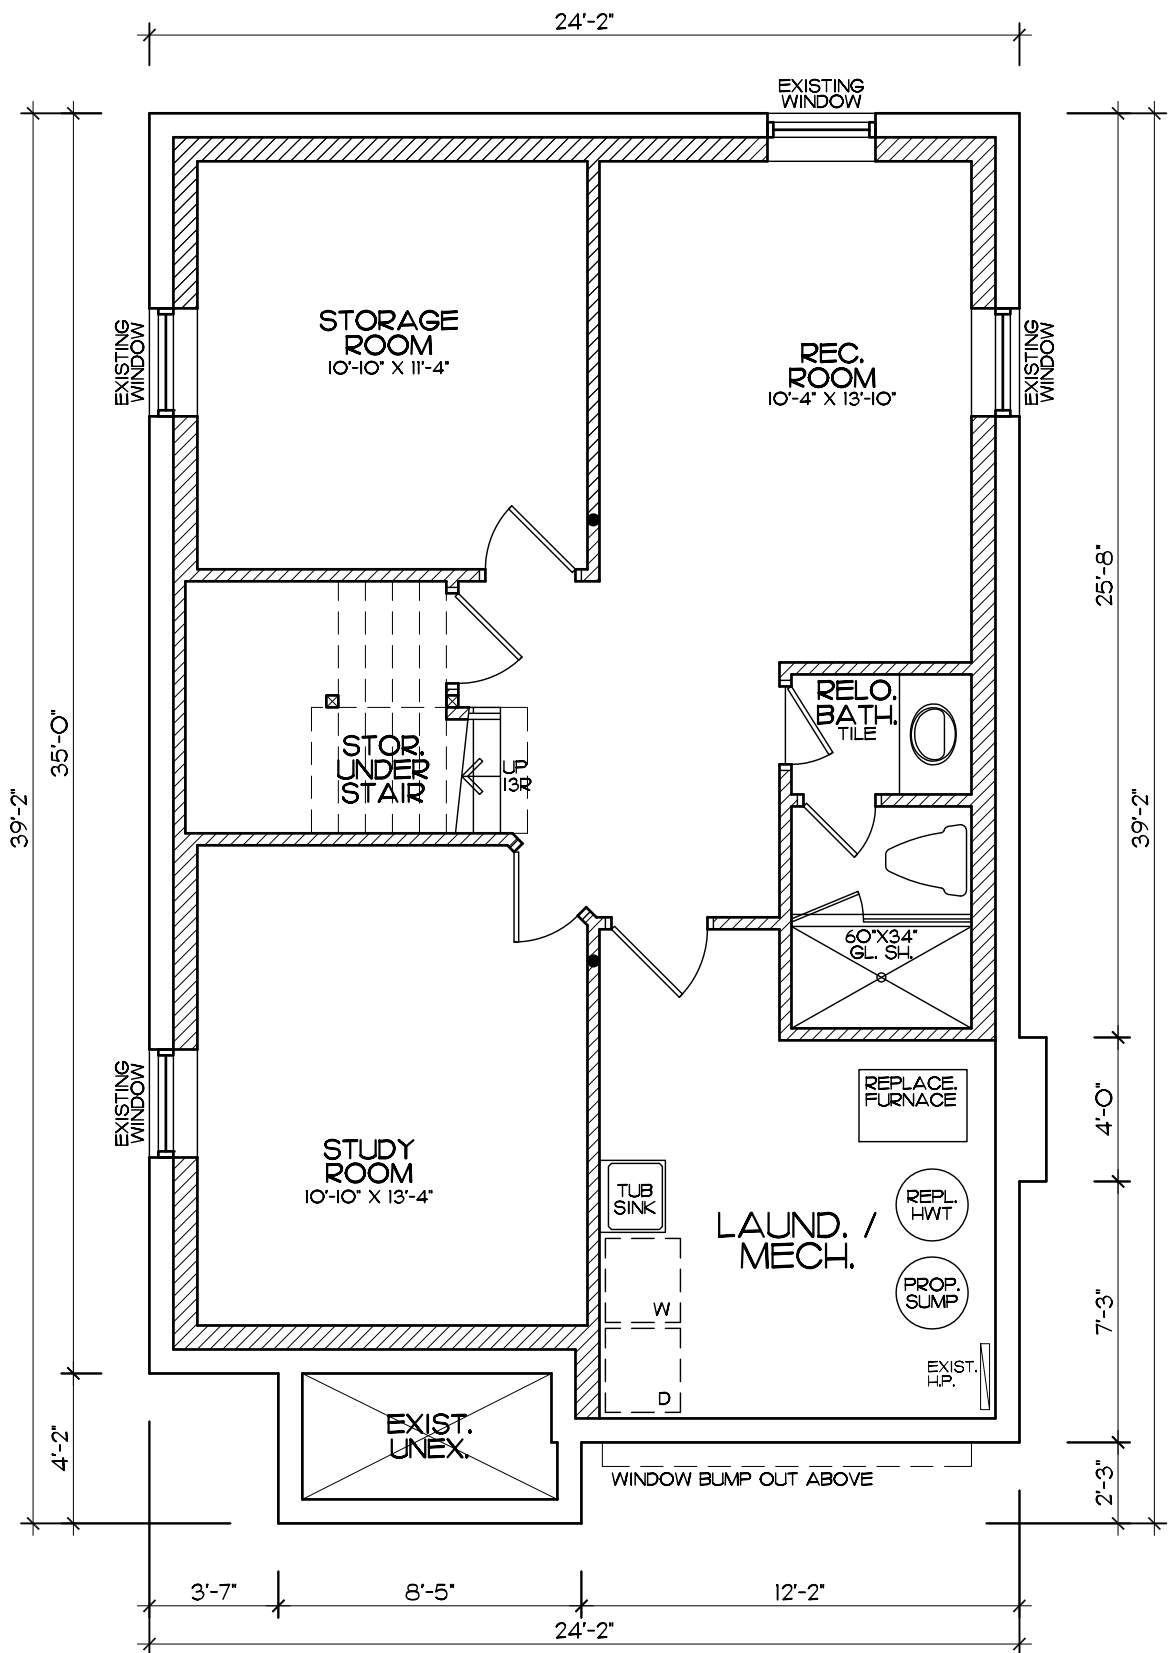 24'-2"
EXISTING
WINDOW
STORAGE
ROOM
10'-10" X 11'-4"
REC.
ROOM
10'-4" X 13'-10"
EXISTING
WINDOW
EXISTING
WINDOW
25'-8"
35'-0"
39'-2"
39'-2"
RELO.
BATH.
TILE
STOR.
UNDER
STAIR
UP
13R
60"X34"
GL. SH.
REPLACE.
FURNACE
4'-0"
EXISTING
WINDOW
STUDY
ROOM
10'-10" X 13'-4"
TUB
SINK
LAUND. /
MECH.
REPL.
HWT
PROP.
SUMP
W
D
7'-3"
EXIST.
H.P.
EXIST.
UNEX.
4'-2"
WINDOW BUMP OUT ABOVE
2'-3"
3'-7"
8'-5"
12'-2"
24'-2"